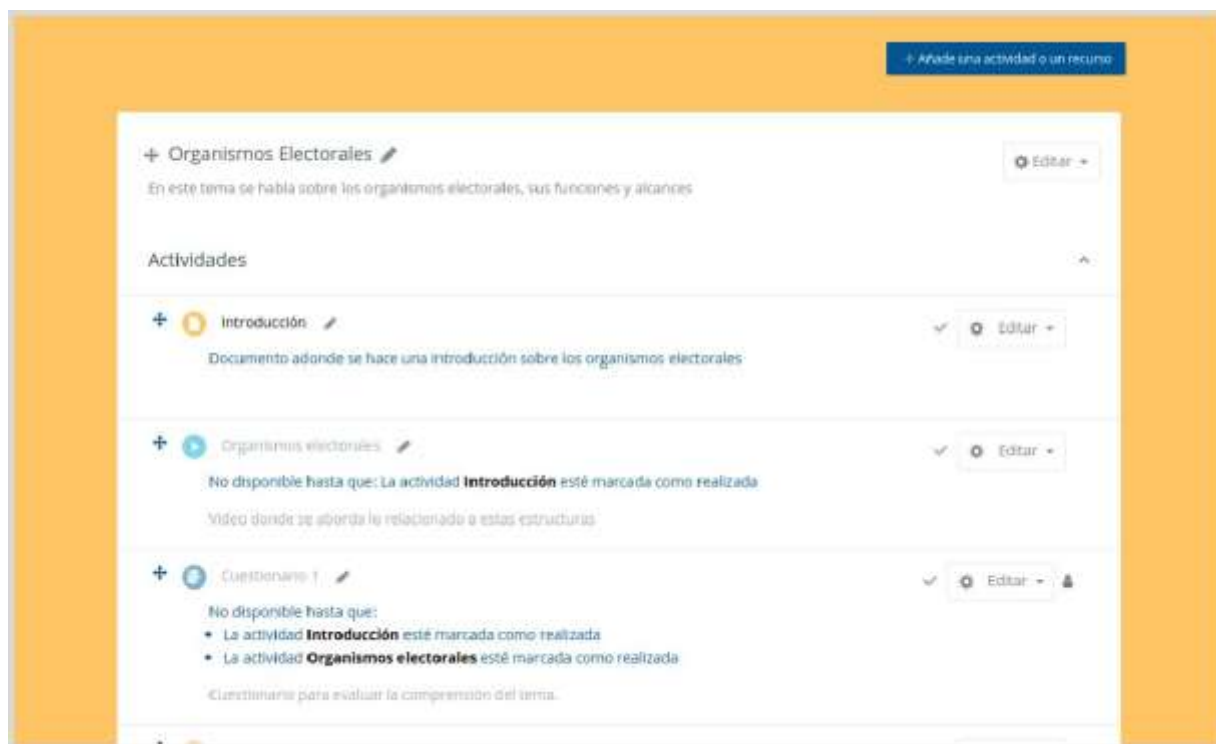 + Añade una actividad o un recurso
Organismos Electorales
Editar
En este tema se habla sobre los organismos electorales, sus funciones y alcances
Actividades
Introducción
Editar
Documento adonde se hace una introducción sobre los organismos electorales
Organismos electorales
Editar
No disponible hasta que: La actividad Introducción esté marcada como realizada
Video donde se aborda lo relacionado a estas estructuras
Cuestionario 1
Editar
No disponible hasta que:
• La actividad Introducción esté marcada como realizada
• La actividad Organismos electorales esté marcada como realizada
Cuestionario para evaluar la comprensión del tema.